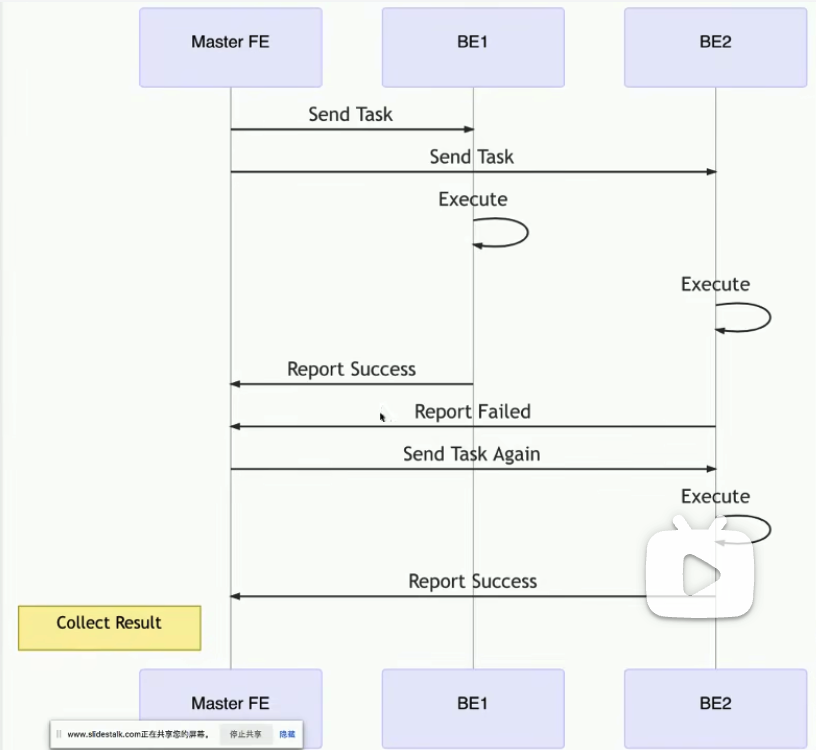 Master FE
BE1
BE2
Send Task
Send Task
Execute
Execute
Report Success
Report Failed
Send Task Again
Execute
Report Success
Collect Result
Master FE
BE1
BE2
www.slidestalk.com正在共享您的屏幕。 停止共享 隐藏